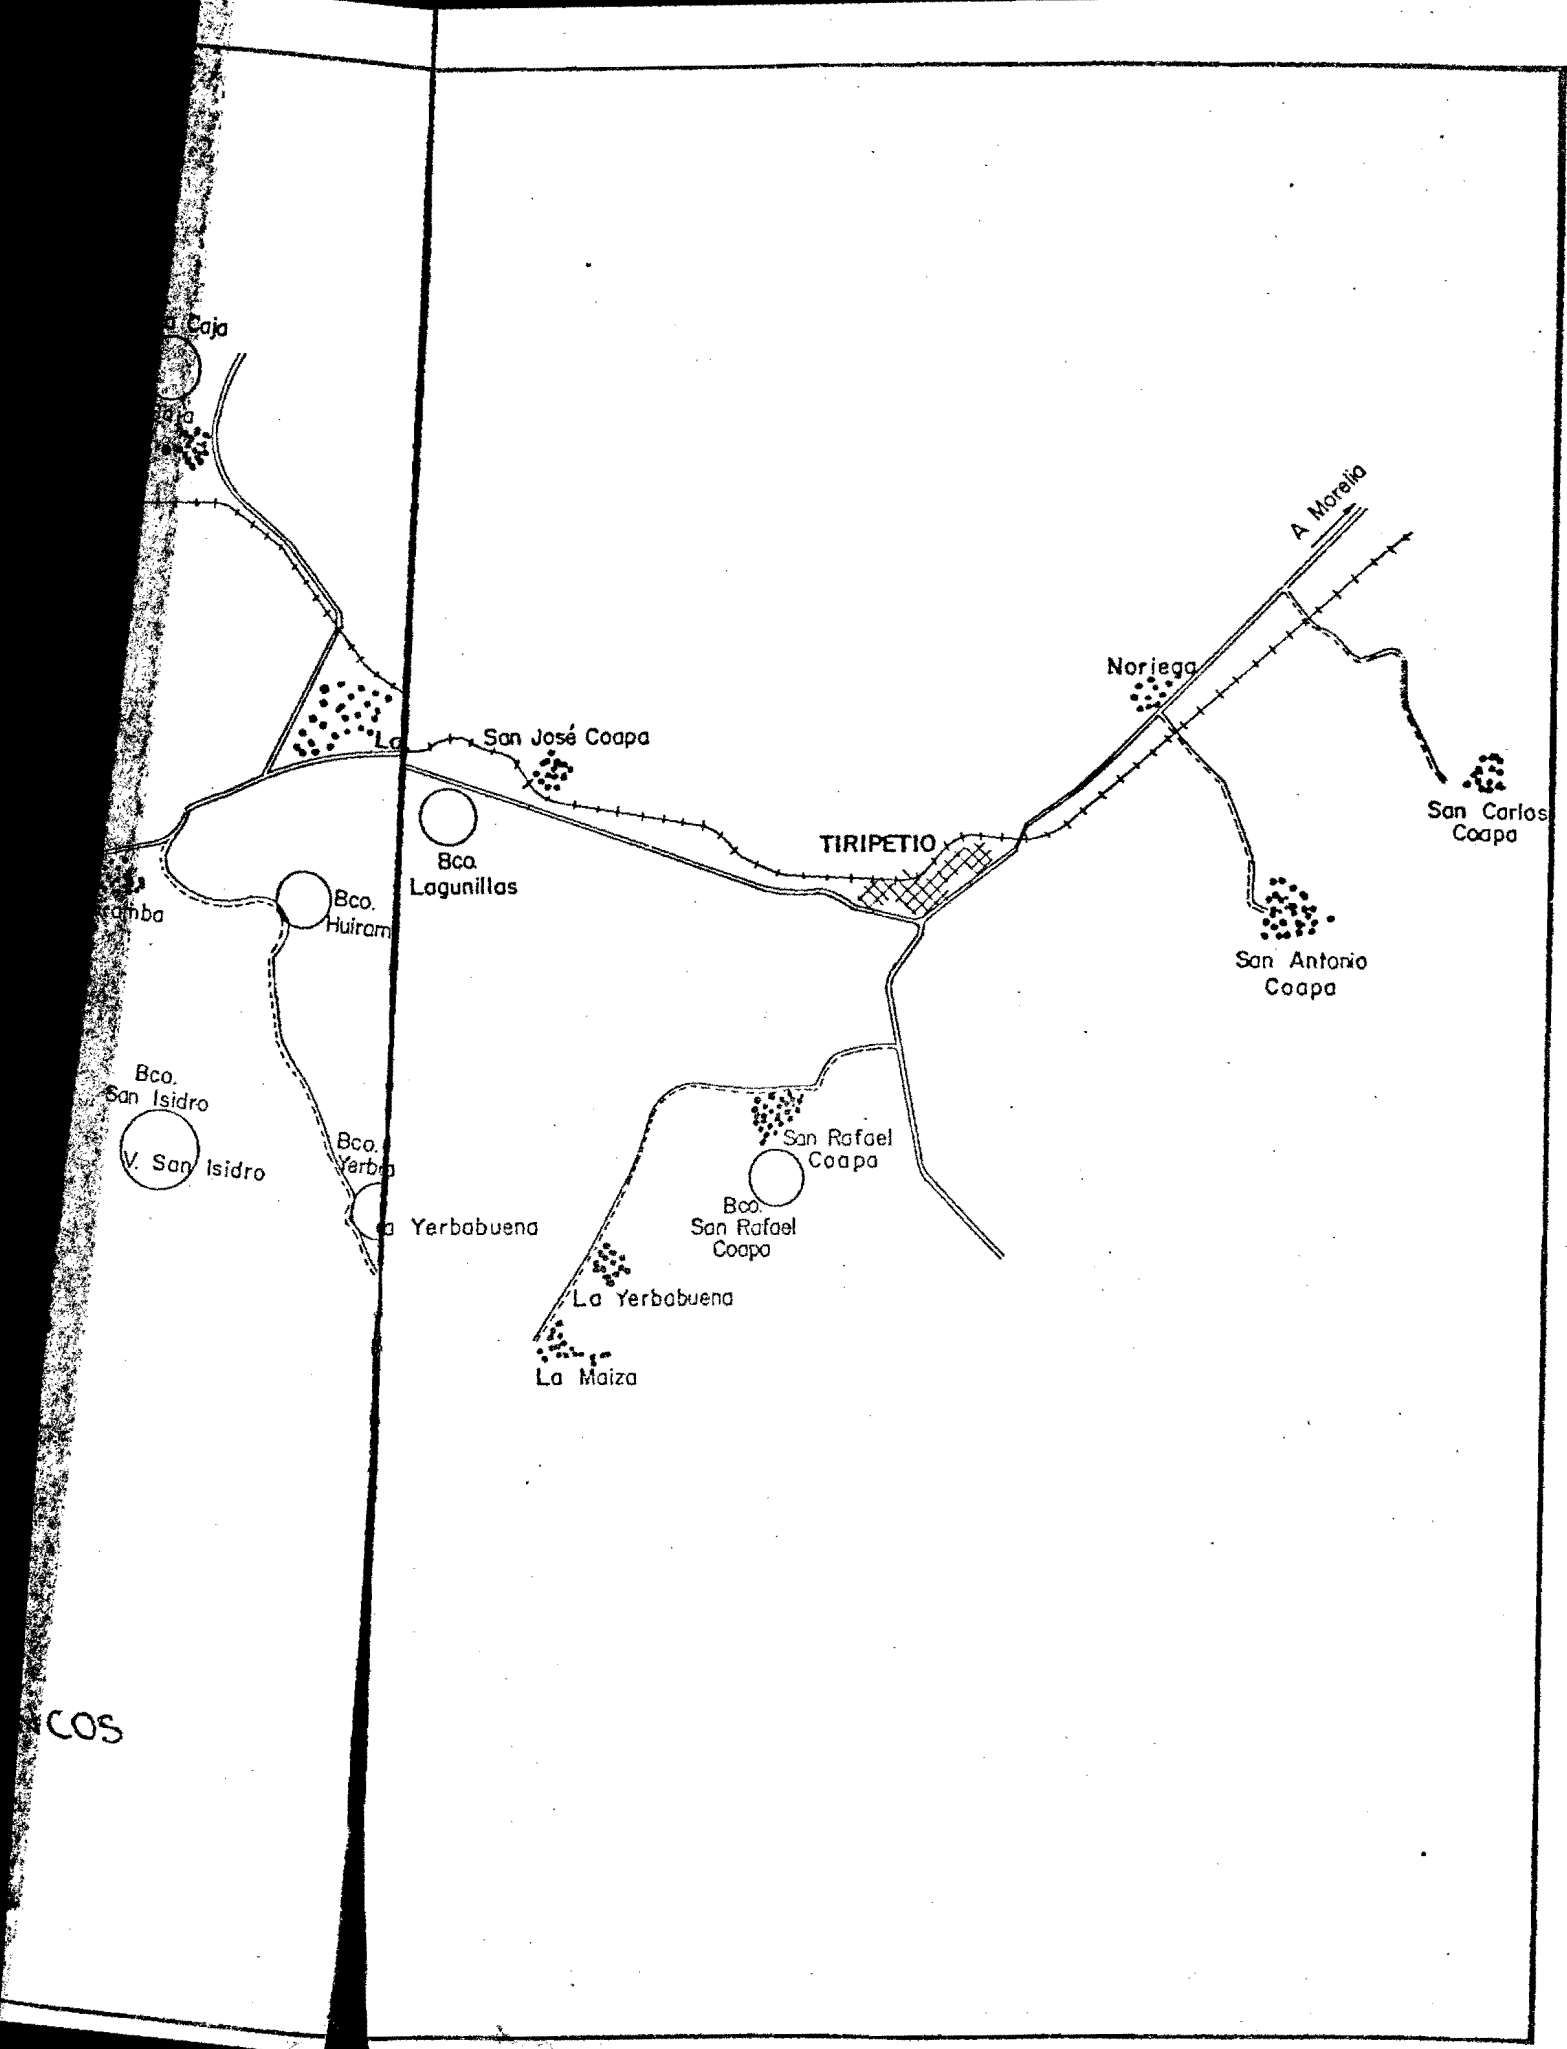 Caja
A Morelia
Noriega
San José Coapa
San Carlos
Coapa
TIRIPETIO
Bco.
Lagunillas
Bco.
Huiram
San Antonio
Coapa
Bco.
San Isidro
V. San Isidro
Bco.
Yerba
San Rafael
Coapa
Bco.
San Rafael
Coapa
a Yerbabuena
La Yerbabuena
La Maiza
COS